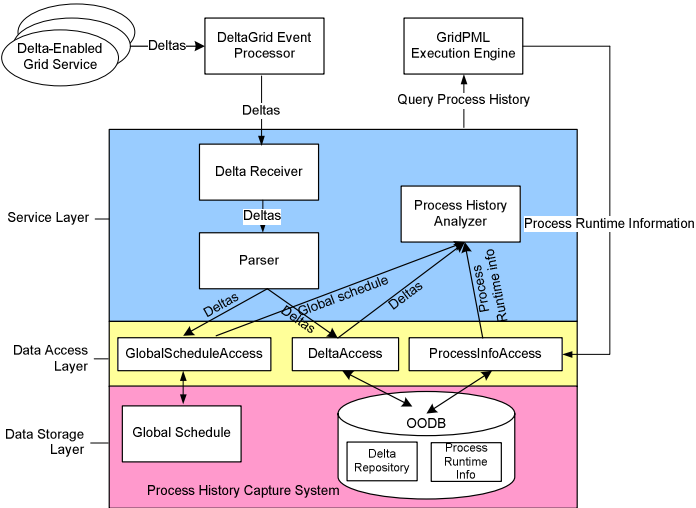 Delta-Enabled
Grid Service
Deltas
DeltaGrid Event
Processor
GridPML
Execution Engine
Deltas
Query Process History
Delta Receiver
Deltas
Parser
Process History
Analyzer
Service Layer
Process Runtime Information
Deltas
Deltas
Global schedule
Deltas
Process
Runtime info
Data Access
Layer
GlobalScheduleAccess
DeltaAccess
ProcessInfoAccess
Data Storage
Layer
Global Schedule
OODB
Delta
Repository
Process
Runtime
Info
Process History Capture System